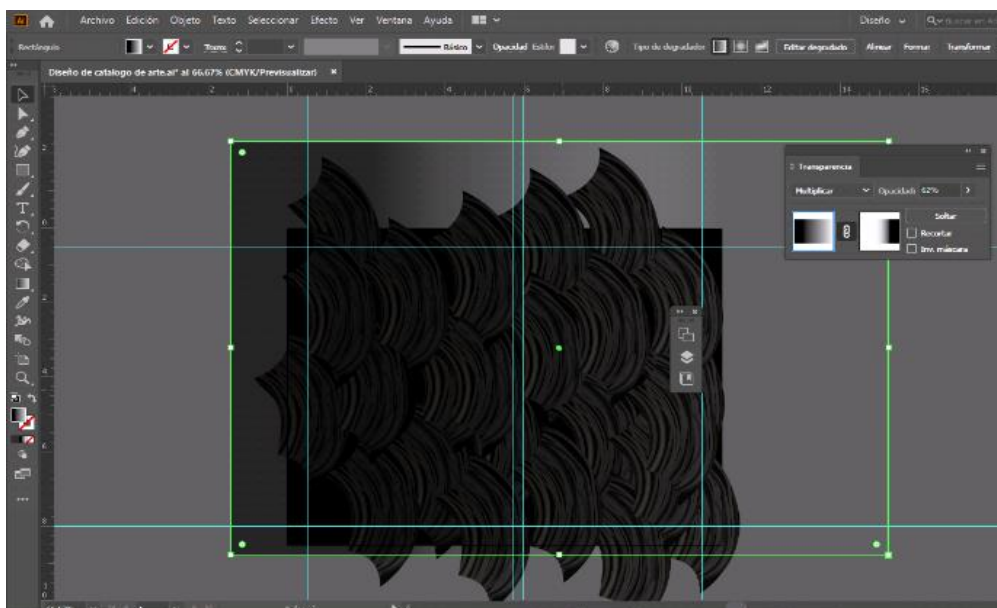 Ai Archivo Edición Objeto Texto Seleccionar Efecto Ver Ventana Ayuda Diseño
Rectángulo Trazo: Básico Opacidad Estilo: Tipo de degradado: Editar degradado Alinear Formar Transformar
Diseño de catalogo de arte.ai* al 66.67% (CMYK/Previsualizar) ×
Transparencia
Multiplicar Opacidad: 62%
Soltar
Recortar
Inv. máscara